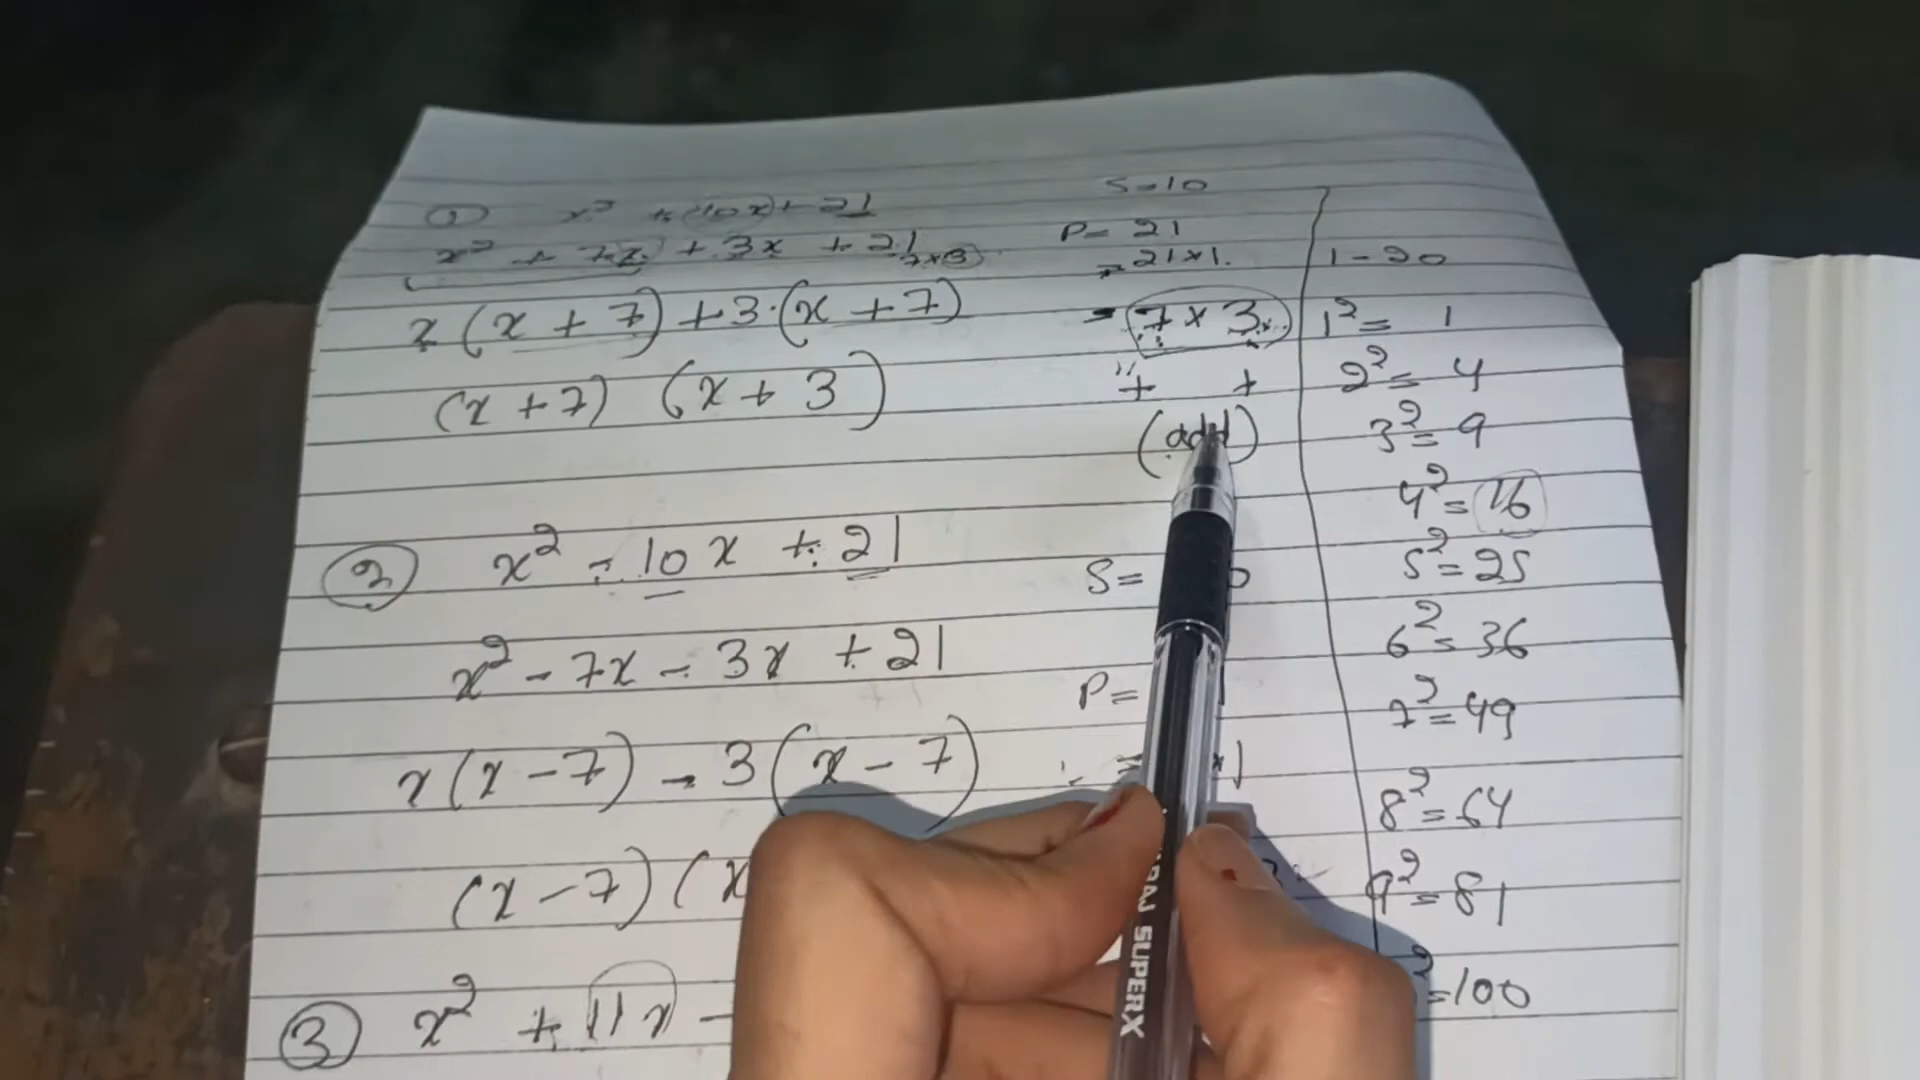 ① x² + 10x + 21
x² + 7x + 3x + 21
7×3
x (x + 7) + 3·(x + 7)
(x + 7) (x + 3)
② x² - 10x + 21
x² - 7x - 3x + 21
x (x - 7) - 3 (x - 7)
(x - 7) (x
③ x² + 11x -
S = 10
P = 21
= 21×1
= 7 × 3
+ +
(add)
S =
P =
1 - 20
1² = 1
2² = 4
3² = 9
4² = 16
5² = 25
6² = 36
7² = 49
8² = 64
9² = 81
² = 100
SUPERX